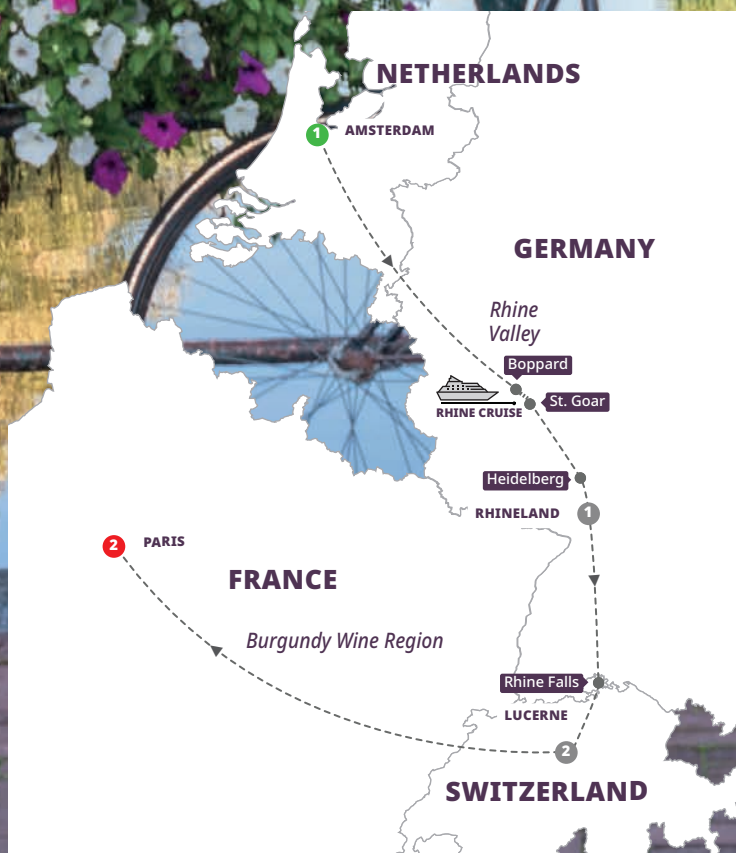 NETHERLANDS
1
AMSTERDAM
GERMANY
Rhine
Valley
Boppard
St. Goar
RHINE CRUISE
Heidelberg
RHINELAND
1
2
PARIS
FRANCE
Burgundy Wine Region
Rhine Falls
LUCERNE
2
SWITZERLAND